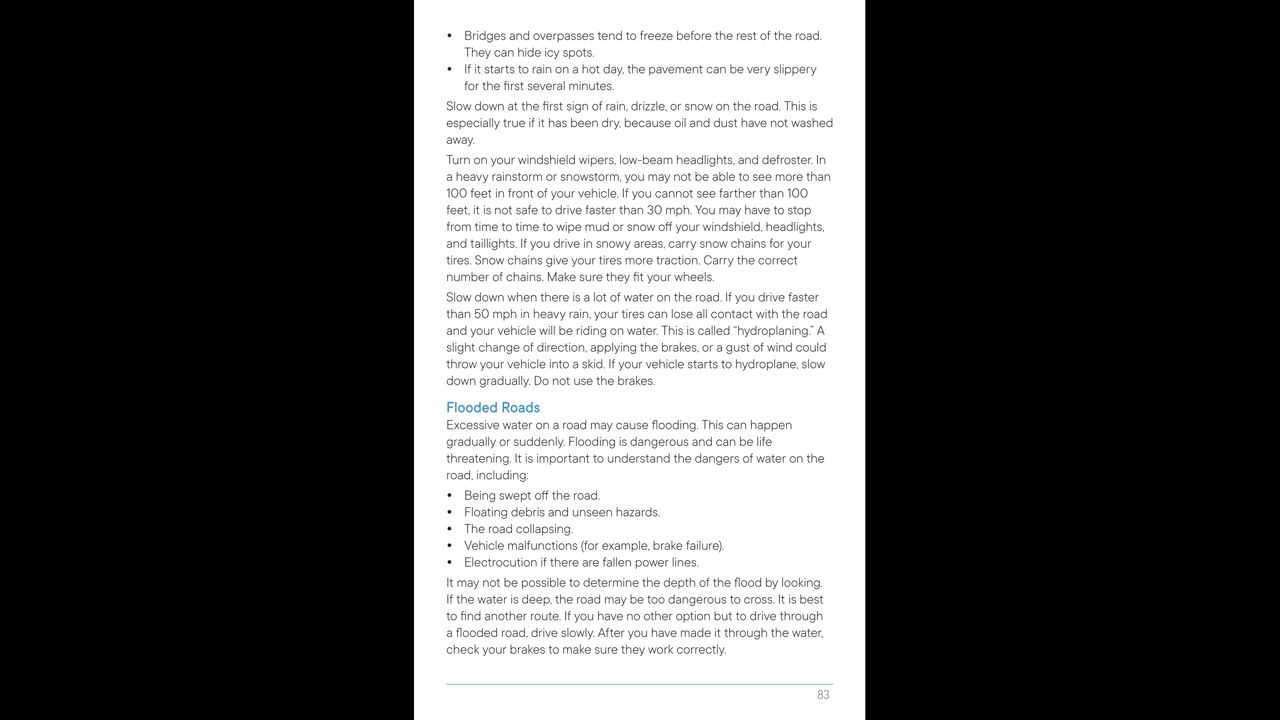 • Bridges and overpasses tend to freeze before the rest of the road.
They can hide icy spots.
• If it starts to rain on a hot day, the pavement can be very slippery
for the first several minutes.
Slow down at the first sign of rain, drizzle, or snow on the road. This is
especially true if it has been dry, because oil and dust have not washed
away.
Turn on your windshield wipers, low-beam headlights, and defroster. In
a heavy rainstorm or snowstorm, you may not be able to see more than
100 feet in front of your vehicle. If you cannot see farther than 100
feet, it is not safe to drive faster than 30 mph. You may have to stop
from time to time to wipe mud or snow off your windshield, headlights,
and taillights. If you drive in snowy areas, carry snow chains for your
tires. Snow chains give your tires more traction. Carry the correct
number of chains. Make sure they fit your wheels.
Slow down when there is a lot of water on the road. If you drive faster
than 50 mph in heavy rain, your tires can lose all contact with the road
and your vehicle will be riding on water. This is called “hydroplaning.” A
slight change of direction, applying the brakes, or a gust of wind could
throw your vehicle into a skid. If your vehicle starts to hydroplane, slow
down gradually. Do not use the brakes.
Flooded Roads
Excessive water on a road may cause flooding. This can happen
gradually or suddenly. Flooding is dangerous and can be life
threatening. It is important to understand the dangers of water on the
road, including:
• Being swept off the road.
• Floating debris and unseen hazards.
• The road collapsing.
• Vehicle malfunctions (for example, brake failure).
• Electrocution if there are fallen power lines.
It may not be possible to determine the depth of the flood by looking.
If the water is deep, the road may be too dangerous to cross. It is best
to find another route. If you have no other option but to drive through
a flooded road, drive slowly. After you have made it through the water,
check your brakes to make sure they work correctly.
83